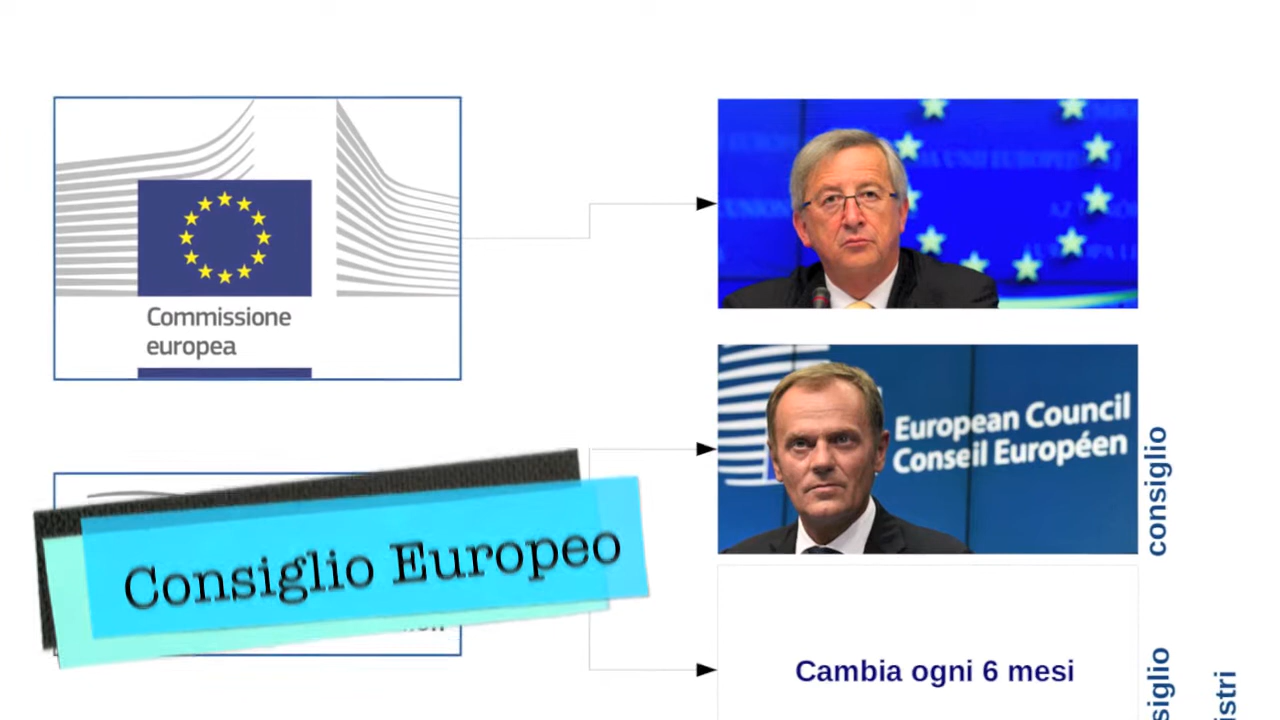 Commissione
europea
European Council
Conseil Européen
consiglio
Consiglio Europeo
Cambia ogni 6 mesi